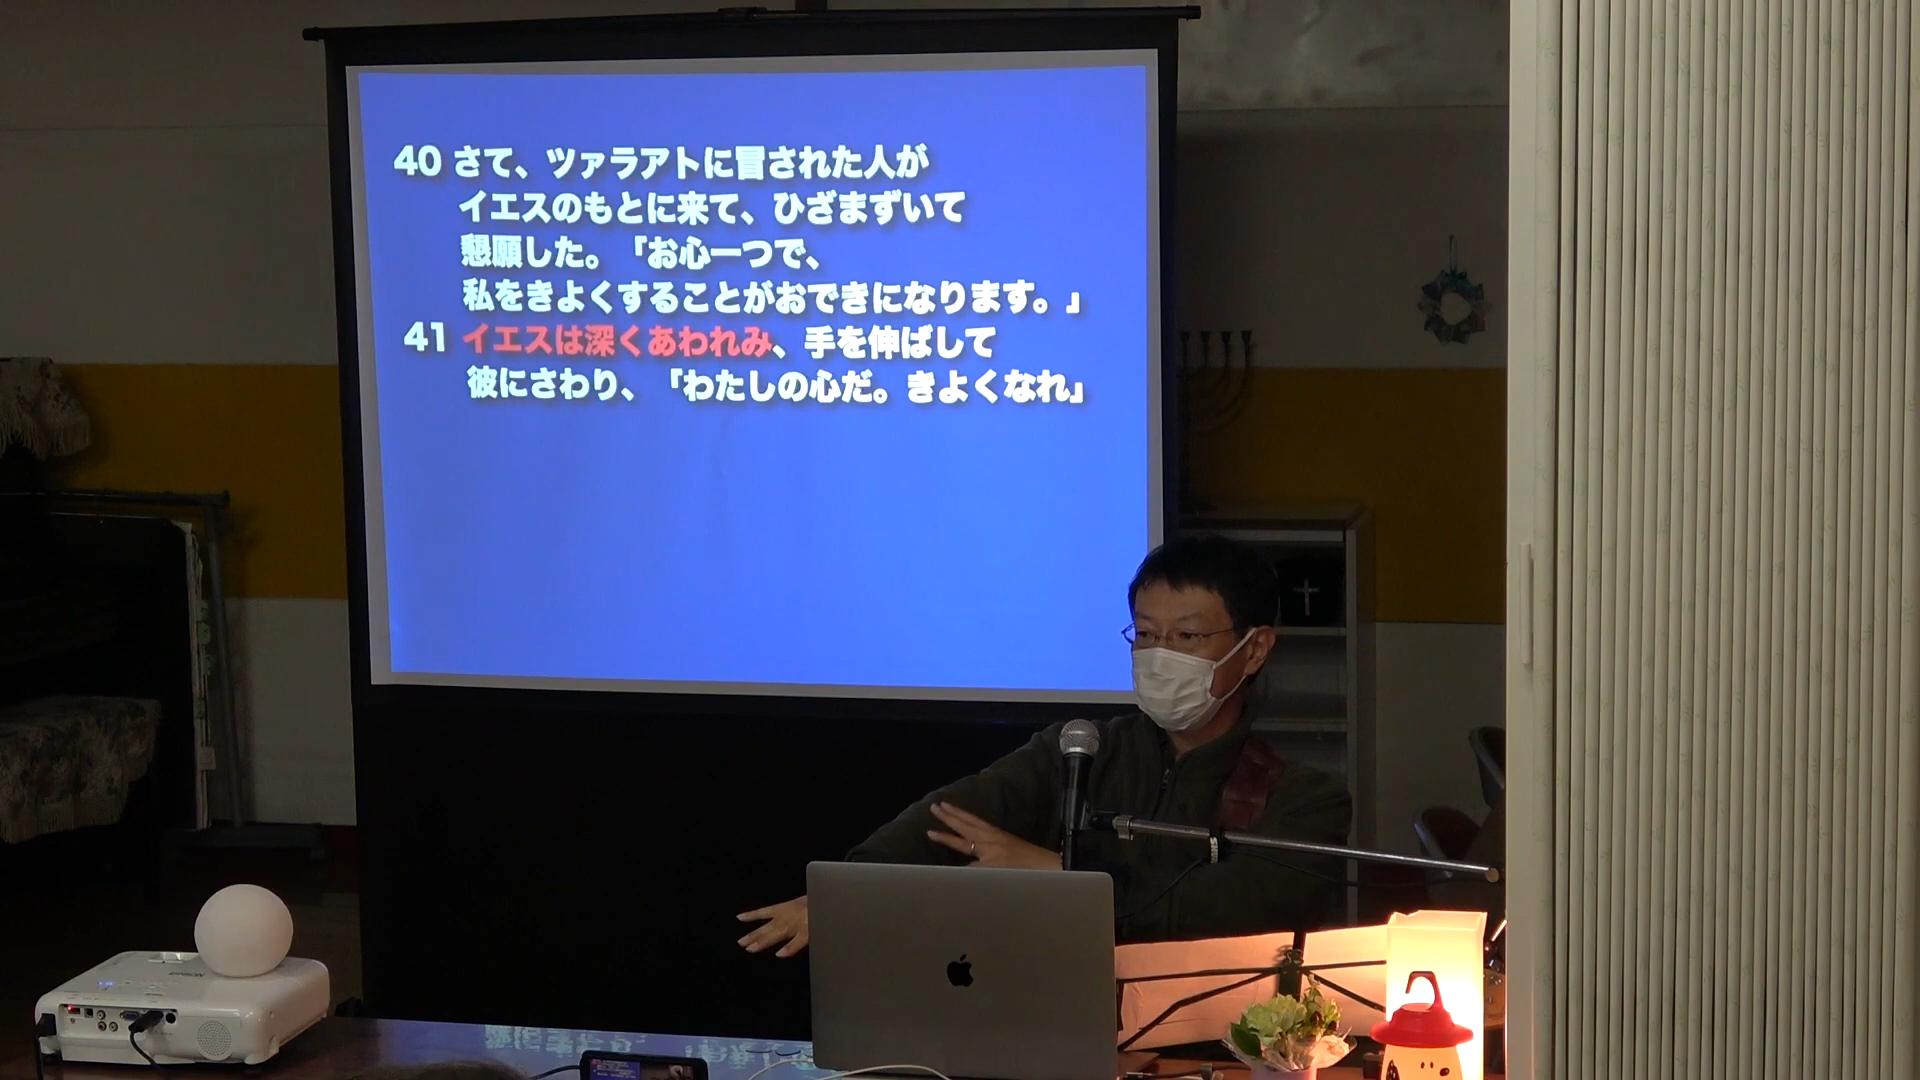 40 さて、ツァラアトに冒された人が
イエスのもとに来て、ひざまずいて
懇願した。「お心一つで、
私をきよくすることがおできになります。」
41 イエスは深くあわれみ、手を伸ばして
彼にさわり、「わたしの心だ。きよくなれ」
EPSON